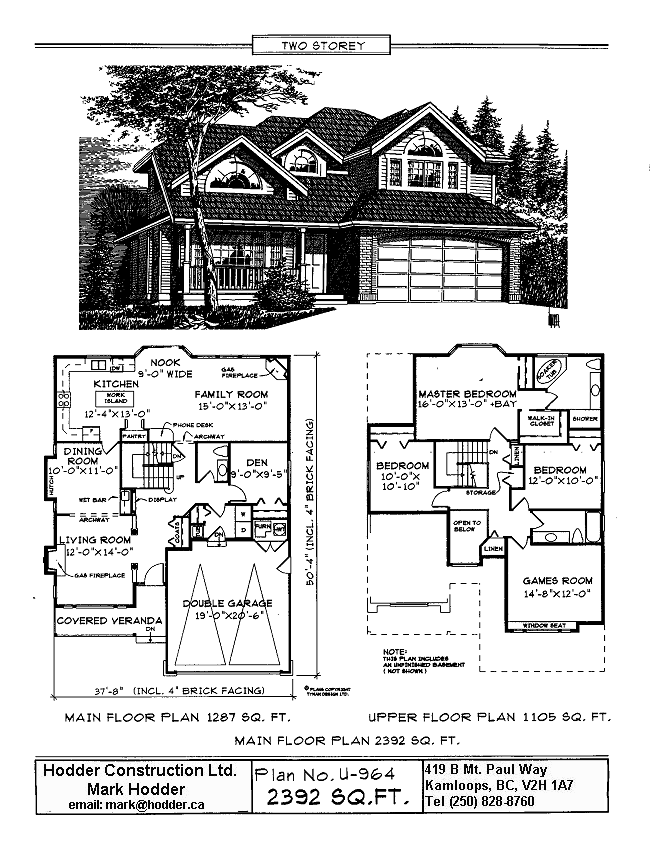 TWO STOREY
NOOK
9'-0" WIDE
GAS
FIREPLACE
DW
KITCHEN
WORK
ISLAND
12'-4"X13'-0"
FAMILY ROOM
15'-0"X13'-0"
F
PANTRY
PHONE DESK
ARCHWAY
DINING
ROOM
10'-0"X11'-0"
HUTCH
DN
UP
DEN
9'-0"X9'-5"
WET BAR
DISPLAY
ARCHWAY
LIVING ROOM
12'-0"X14'-0"
GAS FIREPLACE
COATS
DN
W
D
FURN
HW
DOUBLE GARAGE
19'-0"X20'-6"
COVERED VERANDA
DN
50'-4" (INCL. 4" BRICK FACING)
37'-8" (INCL. 4" BRICK FACING)
© PLANS COPYRIGHT
TYNAN DESIGN LTD.
MASTER BEDROOM
16'-0"X13'-0" +BAY
SOAKER
TUB
WALK-IN
CLOSET
SHOWER
BEDROOM
10'-0"X
10'-10"
DN
LINEN
STORAGE
BEDROOM
12'-0"X10'-0"
OPEN TO
BELOW
LINEN
GAMES ROOM
14'-8"X12'-0"
WINDOW SEAT
NOTE:
THIS PLAN INCLUDES
AN UNFINISHED BASEMENT
(NOT SHOWN)
MAIN FLOOR PLAN 1287 SQ. FT.
UPPER FLOOR PLAN 1105 SQ. FT.
MAIN FLOOR PLAN 2392 SQ. FT.
Hodder Construction Ltd.
Mark Hodder
email: mark@hodder.ca
Plan No. U-964
2392 SQ.FT.
419 B Mt. Paul Way
Kamloops, BC, V2H 1A7
Tel (250) 828-8760